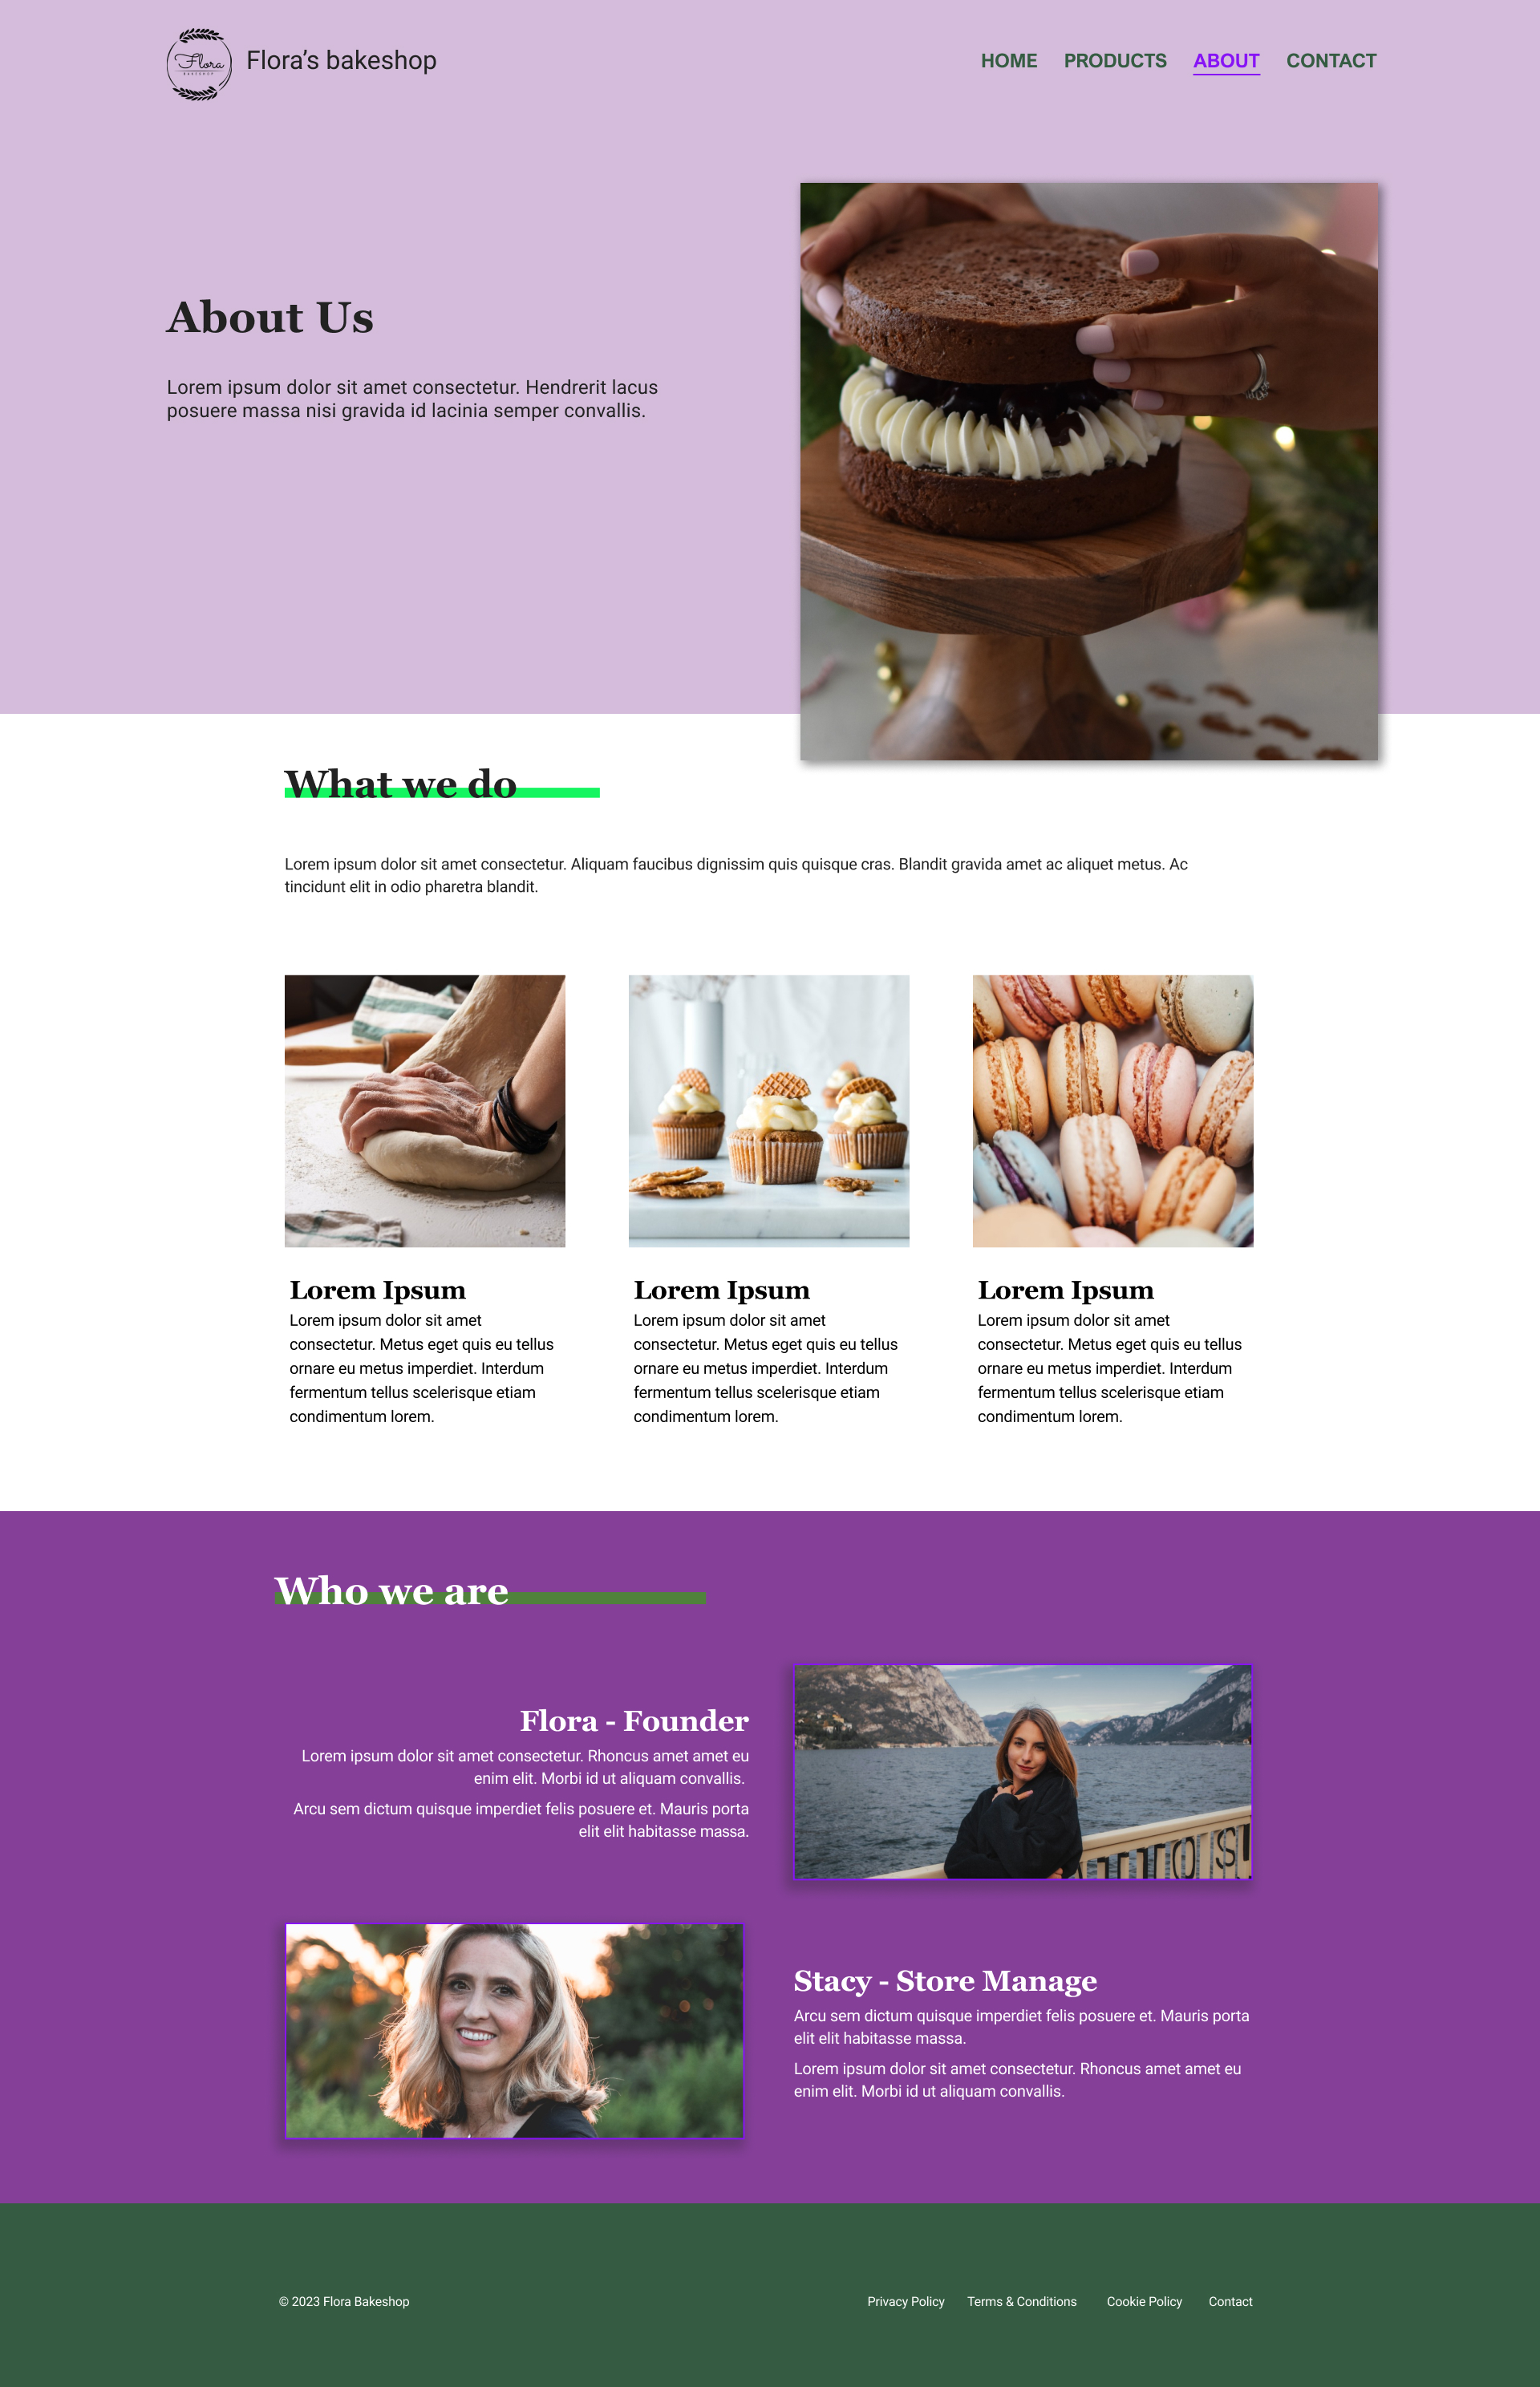 Flora
BAKESHOP
Flora’s bakeshop
HOME PRODUCTS ABOUT CONTACT
About Us
Lorem ipsum dolor sit amet consectetur. Hendrerit lacus
posuere massa nisi gravida id lacinia semper convallis.
What we do
Lorem ipsum dolor sit amet consectetur. Aliquam faucibus dignissim quis quisque cras. Blandit gravida amet ac aliquet metus. Ac
tincidunt elit in odio pharetra blandit.
Lorem Ipsum
Lorem ipsum dolor sit amet
consectetur. Metus eget quis eu tellus
ornare eu metus imperdiet. Interdum
fermentum tellus scelerisque etiam
condimentum lorem.
Lorem Ipsum
Lorem ipsum dolor sit amet
consectetur. Metus eget quis eu tellus
ornare eu metus imperdiet. Interdum
fermentum tellus scelerisque etiam
condimentum lorem.
Lorem Ipsum
Lorem ipsum dolor sit amet
consectetur. Metus eget quis eu tellus
ornare eu metus imperdiet. Interdum
fermentum tellus scelerisque etiam
condimentum lorem.
Who we are
Flora - Founder
Lorem ipsum dolor sit amet consectetur. Rhoncus amet amet eu
enim elit. Morbi id ut aliquam convallis.
Arcu sem dictum quisque imperdiet felis posuere et. Mauris porta
elit elit habitasse massa.
Stacy - Store Manage
Arcu sem dictum quisque imperdiet felis posuere et. Mauris porta
elit elit habitasse massa.
Lorem ipsum dolor sit amet consectetur. Rhoncus amet amet eu
enim elit. Morbi id ut aliquam convallis.
© 2023 Flora Bakeshop
Privacy Policy Terms & Conditions Cookie Policy Contact